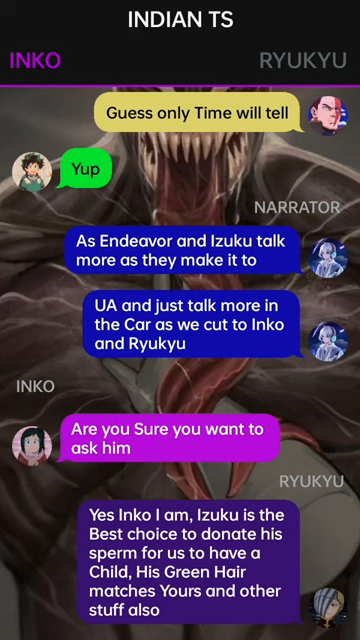 INDIAN TS
INKO
RYUKYU
Guess only Time will tell
Yup
NARRATOR
As Endeavor and Izuku talk
more as they make it to
UA and just talk more in
the Car as we cut to Inko
and Ryukyu
INKO
Are you Sure you want to
ask him
RYUKYU
Yes Inko I am, Izuku is the
Best choice to donate his
sperm for us to have a
Child, His Green Hair
matches Yours and other
stuff also